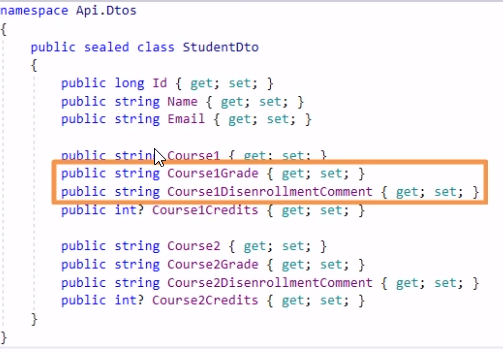 namespace Api.Dtos
{
public sealed class StudentDto
{
public long Id { get; set; }
public string Name { get; set; }
public string Email { get; set; }
public string Course1 { get; set; }
public string Course1Grade { get; set; }
public string Course1DisenrollmentComment { get; set; }
public int? Course1Credits { get; set; }
public string Course2 { get; set; }
public string Course2Grade { get; set; }
public string Course2DisenrollmentComment { get; set; }
public int? Course2Credits { get; set; }
}
}